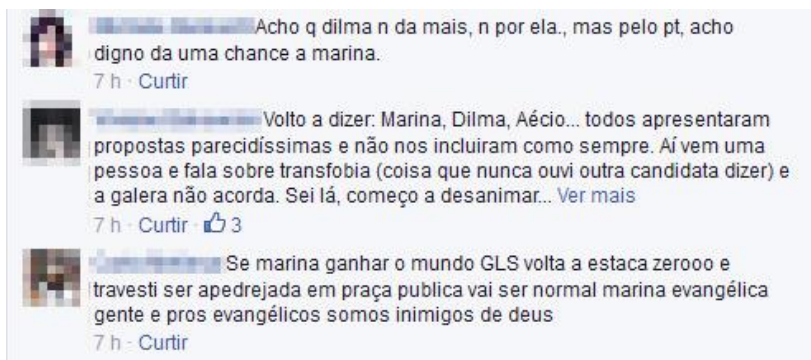 Acho q dilma n da mais, n por ela., mas pelo pt, acho
digno da uma chance a marina.
7 h · Curtir
Volto a dizer: Marina, Dilma, Aécio... todos apresentaram
propostas parecidíssimas e não nos incluiram como sempre. Aí vem uma
pessoa e fala sobre transfobia (coisa que nunca ouvi outra candidata dizer) e
a galera não acorda. Sei lá, começo a desanimar... Ver mais
7 h · Curtir · 3
Se marina ganhar o mundo GLS volta a estaca zerooo e
travesti ser apedrejada em praça publica vai ser normal marina evangélica
gente e pros evangélicos somos inimigos de deus
7 h · Curtir